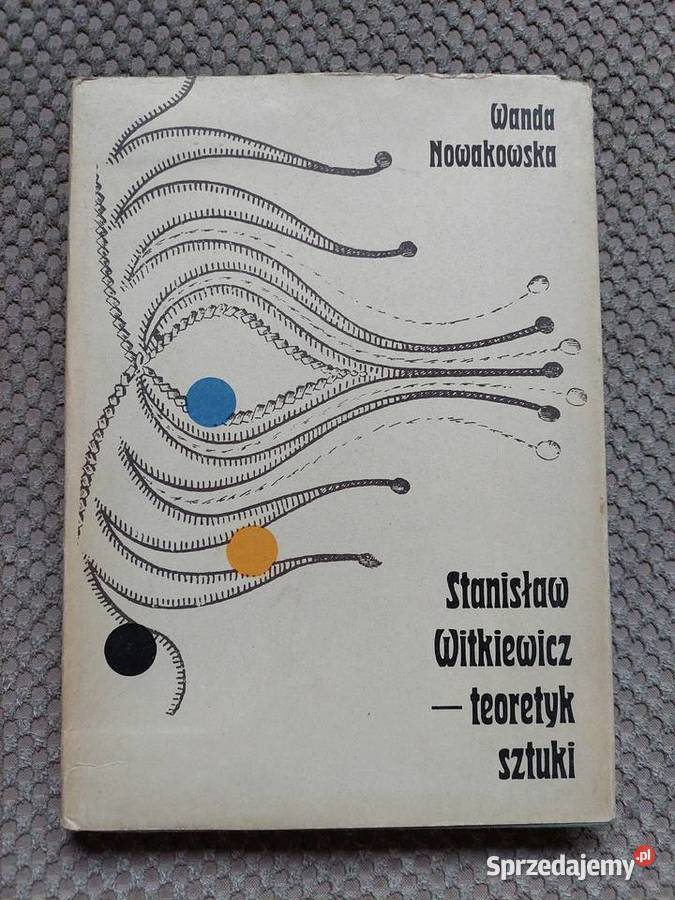 Wanda
Nowakowska
Stanisław
Witkiewicz
— teoretyk
sztuki
Sprzedajemy.pl